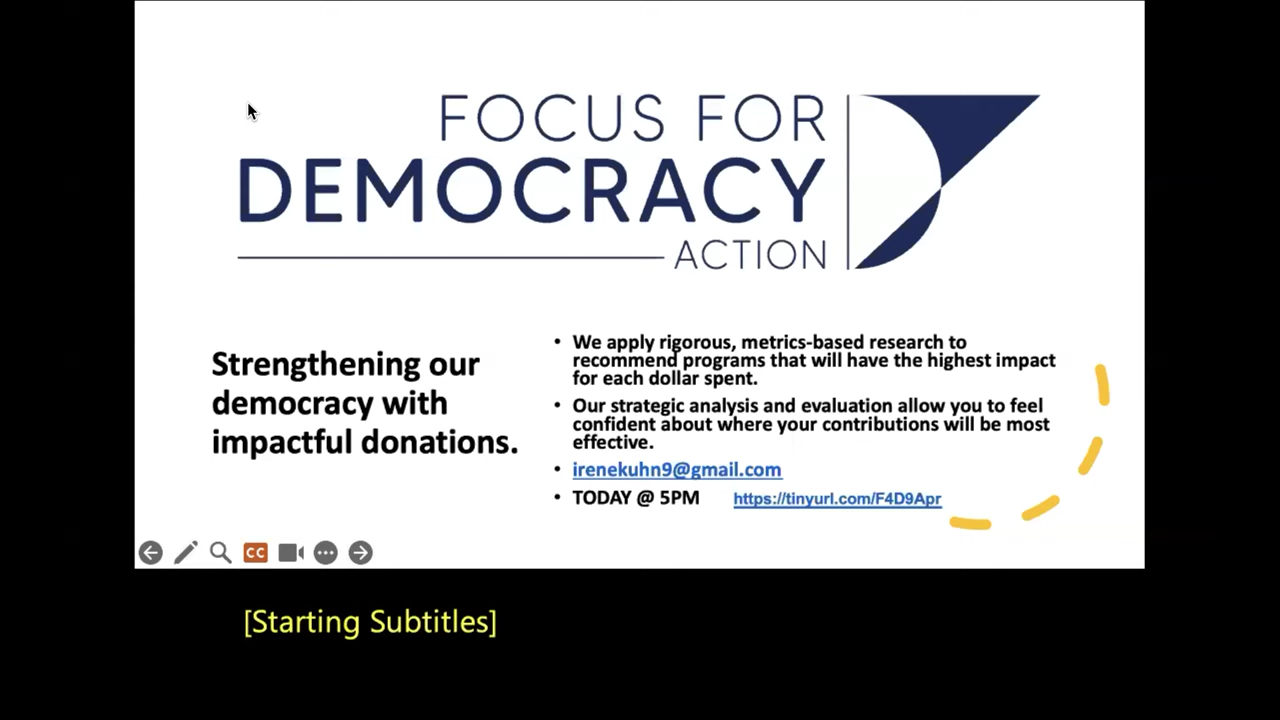 FOCUS FOR
DEMOCRACY
ACTION
Strengthening our
democracy with
impactful donations.
• We apply rigorous, metrics-based research to
recommend programs that will have the highest impact
for each dollar spent.
• Our strategic analysis and evaluation allow you to feel
confident about where your contributions will be most
effective.
• irenekuhn9@gmail.com
• TODAY @ 5PM https://tinyurl.com/F4D9Apr
CC
[Starting Subtitles]